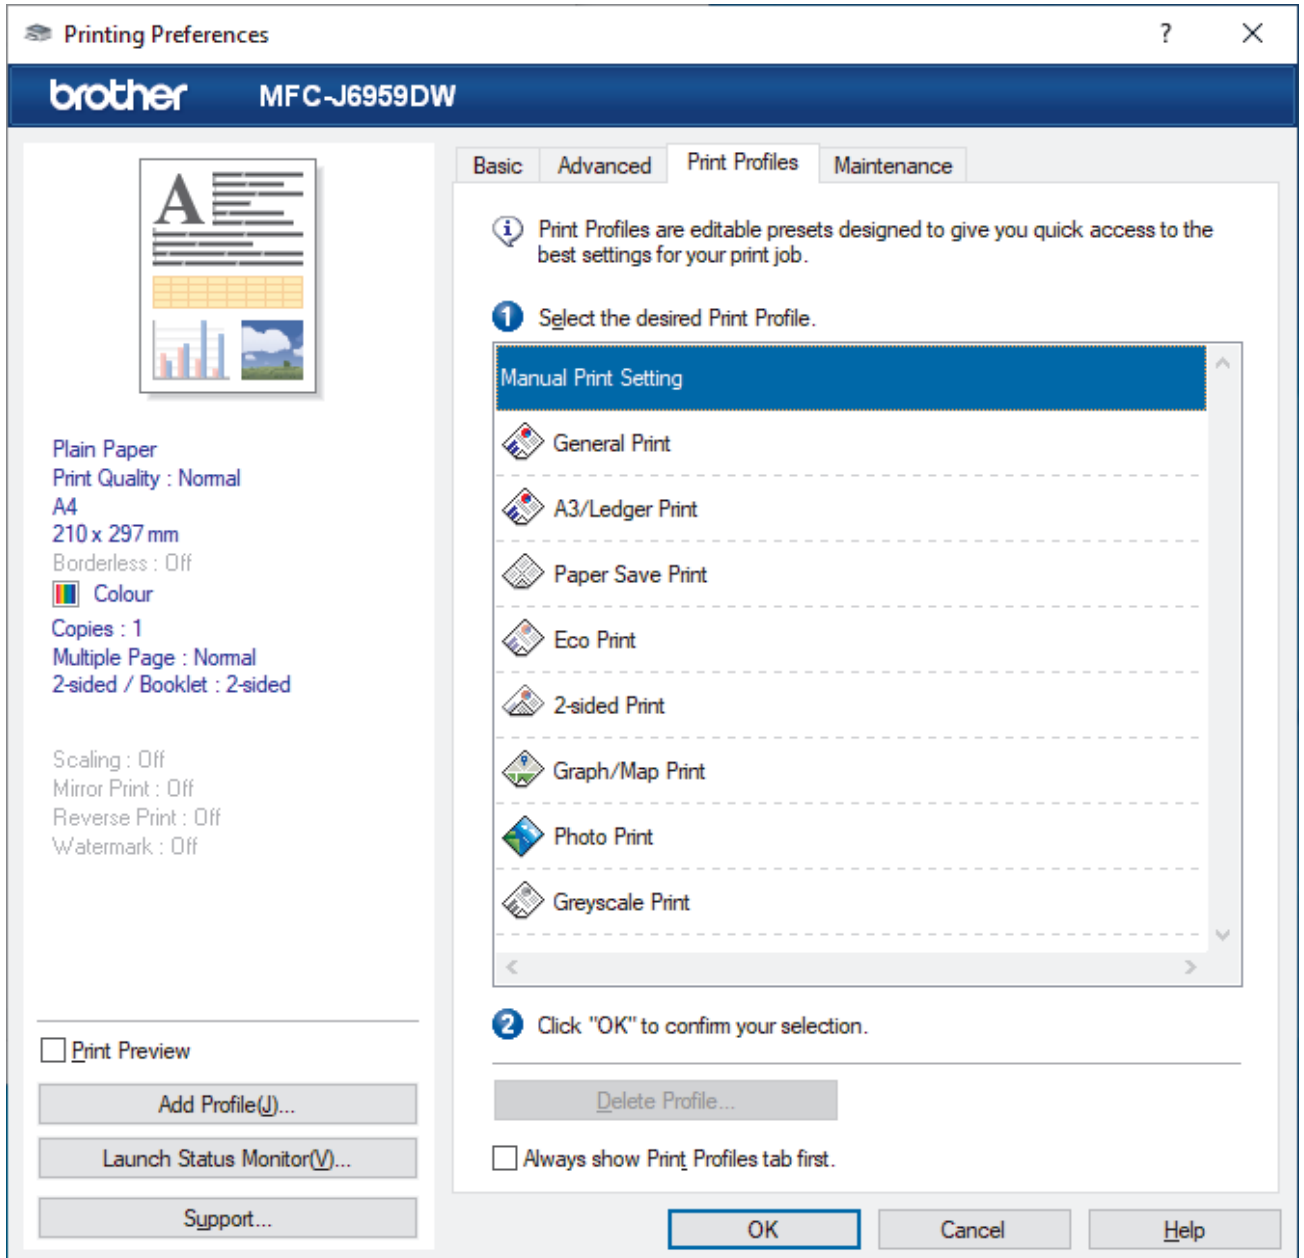 Printing Preferences
?
brother MFC-J6959DW
A
Plain Paper
Print Quality : Normal
A4
210 x 297 mm
Borderless : Off
Colour
Copies : 1
Multiple Page : Normal
2-sided / Booklet : 2-sided
Scaling : Off
Mirror Print : Off
Reverse Print : Off
Watermark : Off
Print Preview
Add Profile(J)...
Launch Status Monitor(V)...
Support...
Basic Advanced Print Profiles Maintenance
Print Profiles are editable presets designed to give you quick access to the
best settings for your print job.
1 Select the desired Print Profile.
Manual Print Setting
General Print
A3/Ledger Print
Paper Save Print
Eco Print
2-sided Print
Graph/Map Print
Photo Print
Greyscale Print
2 Click "OK" to confirm your selection.
Delete Profile...
Always show Print Profiles tab first.
OK Cancel Help